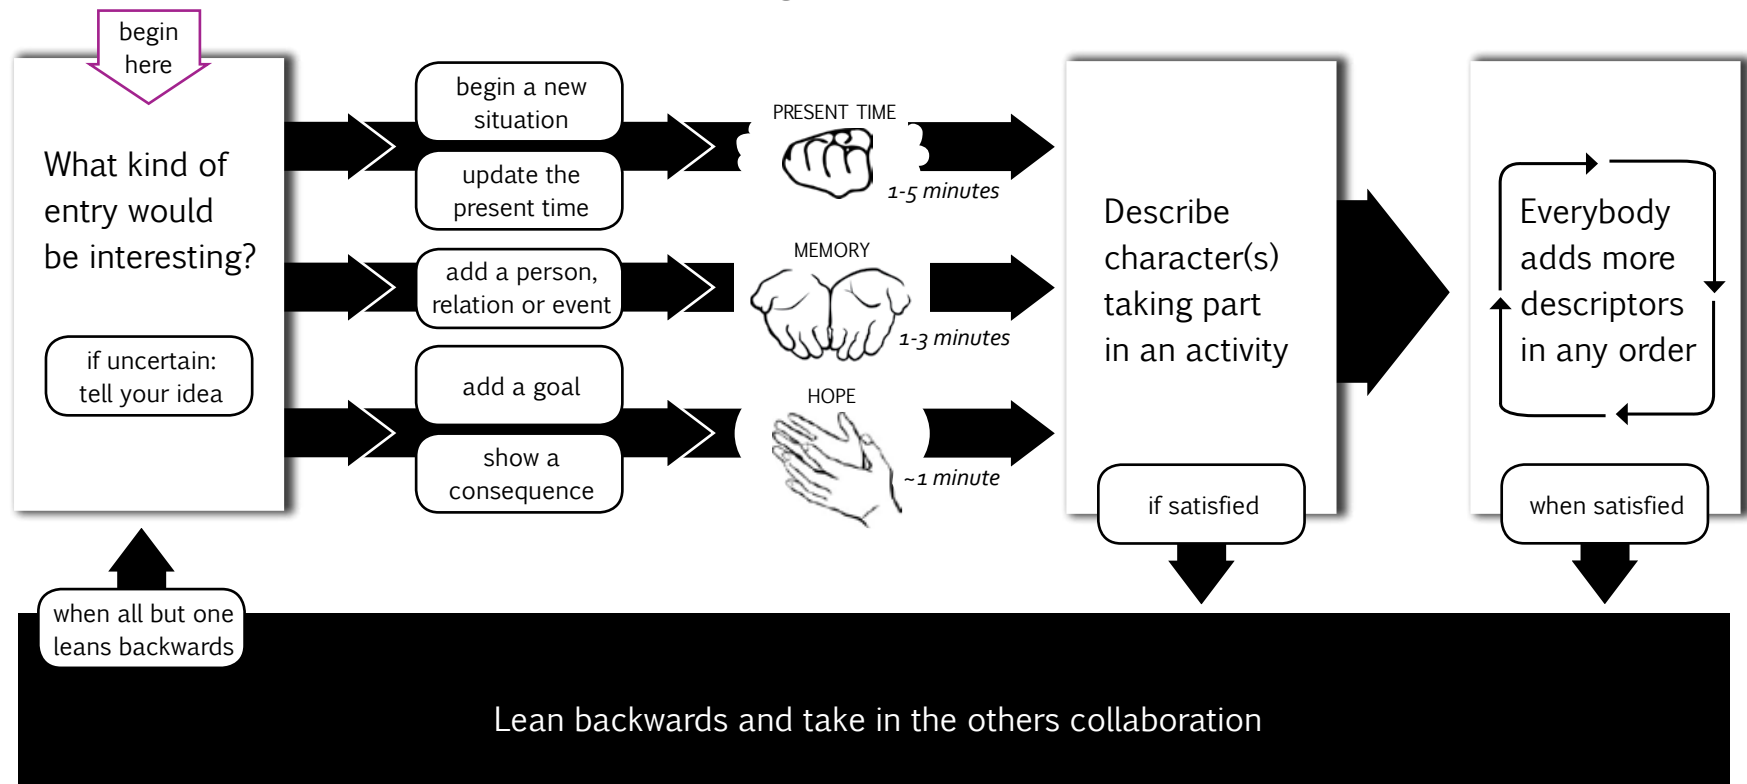 begin
here
What kind of
entry would
be interesting?
if uncertain:
tell your idea
begin a new
situation
update the
present time
add a person,
relation or event
add a goal
show a
consequence
PRESENT TIME
1-5 minutes
MEMORY
1-3 minutes
HOPE
~1 minute
Describe
character(s)
taking part
in an activity
if satisfied
Everybody
adds more
descriptors
in any order
when satisfied
when all but one
leans backwards
Lean backwards and take in the others collaboration